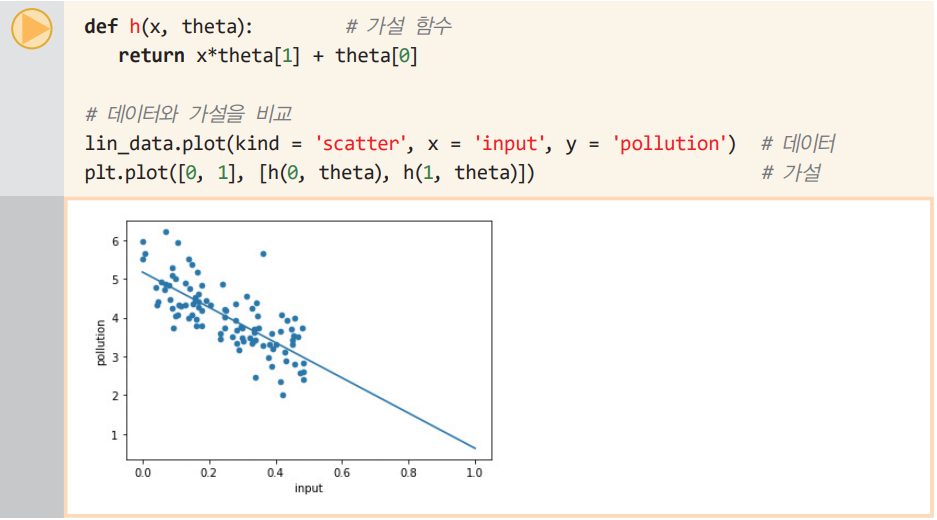 def h(x, theta): # 가설 함수
return x*theta[1] + theta[0]
# 데이터와 가설을 비교
lin_data.plot(kind = 'scatter', x = 'input', y = 'pollution') # 데이터
plt.plot([0, 1], [h(0, theta), h(1, theta)]) # 가설
6
5
4
3
2
1
pollution
0.0 0.2 0.4 0.6 0.8 1.0
input